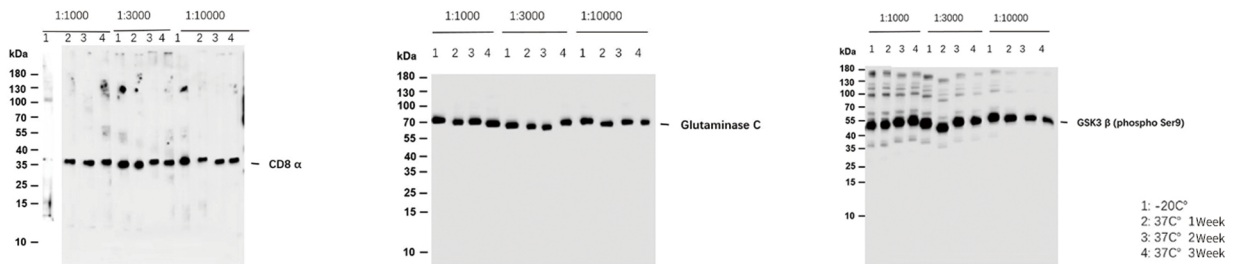 1:1000 1:3000 1:10000
1 2 3 4 1 2 3 4 1 2 3 4
kDa
180
130
100
70
55
40
35
25
15
10
CD8 α
1:1000 1:3000 1:10000
1 2 3 4 1 2 3 4 1 2 3 4
kDa
180
130
100
70
55
40
35
25
15
10
Glutaminase C
1:1000 1:3000 1:10000
1 2 3 4 1 2 3 4 1 2 3 4
kDa
180
130
100
70
55
40
35
25
15
10
GSK3 β (phospho Ser9)
1: -20C°
2: 37C° 1Week
3: 37C° 2Week
4: 37C° 3Week